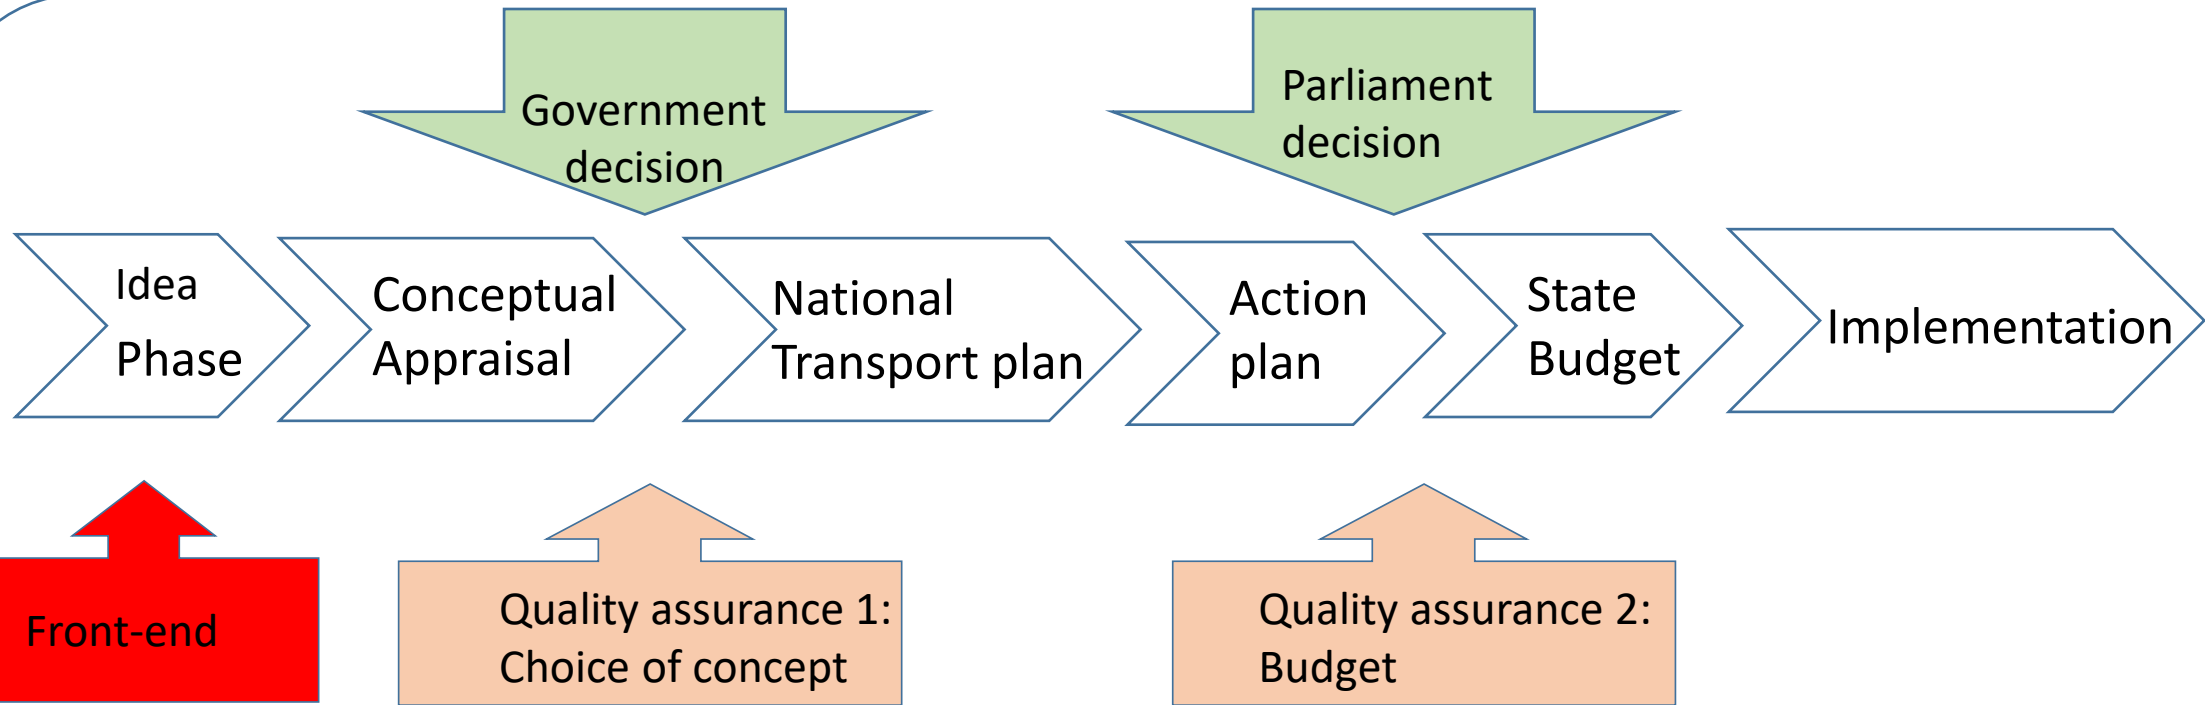 Government
decision
Parliament
decision
Idea
Phase
Conceptual
Appraisal
National
Transport plan
Action
plan
State
Budget
Implementation
Front-end
Quality assurance 1:
Choice of concept
Quality assurance 2:
Budget